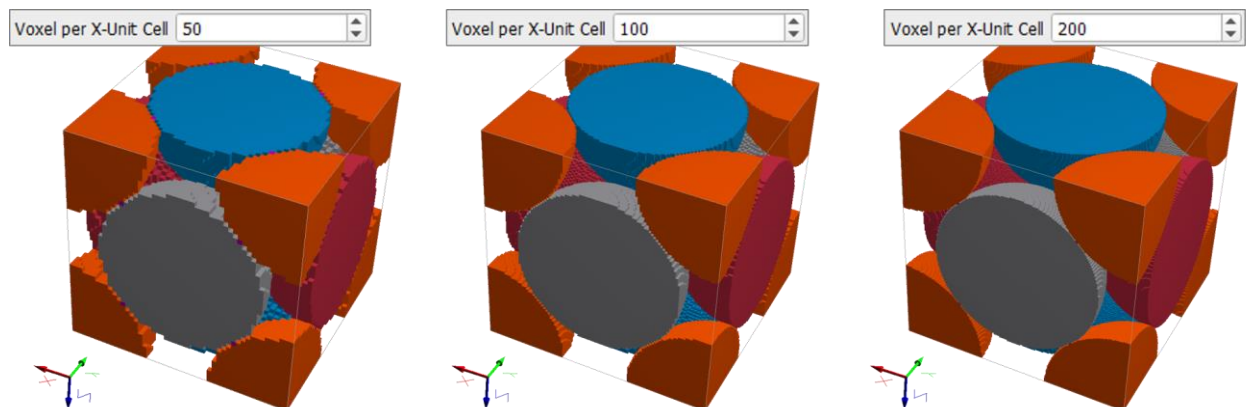 Voxel per X-Unit Cell 50
Voxel per X-Unit Cell 100
Voxel per X-Unit Cell 200
X
Y
Z
X
Y
Z
X
Y
Z